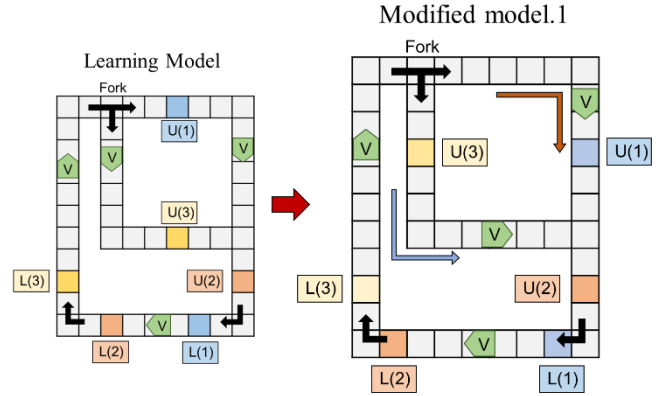 Modified model.1
Learning Model
Fork
Fork
U(1)
V
V
V
U(3)
L(3)
U(2)
V
L(2)
L(1)
V
V
U(3)
U(1)
V
L(3)
U(2)
V
L(2)
L(1)